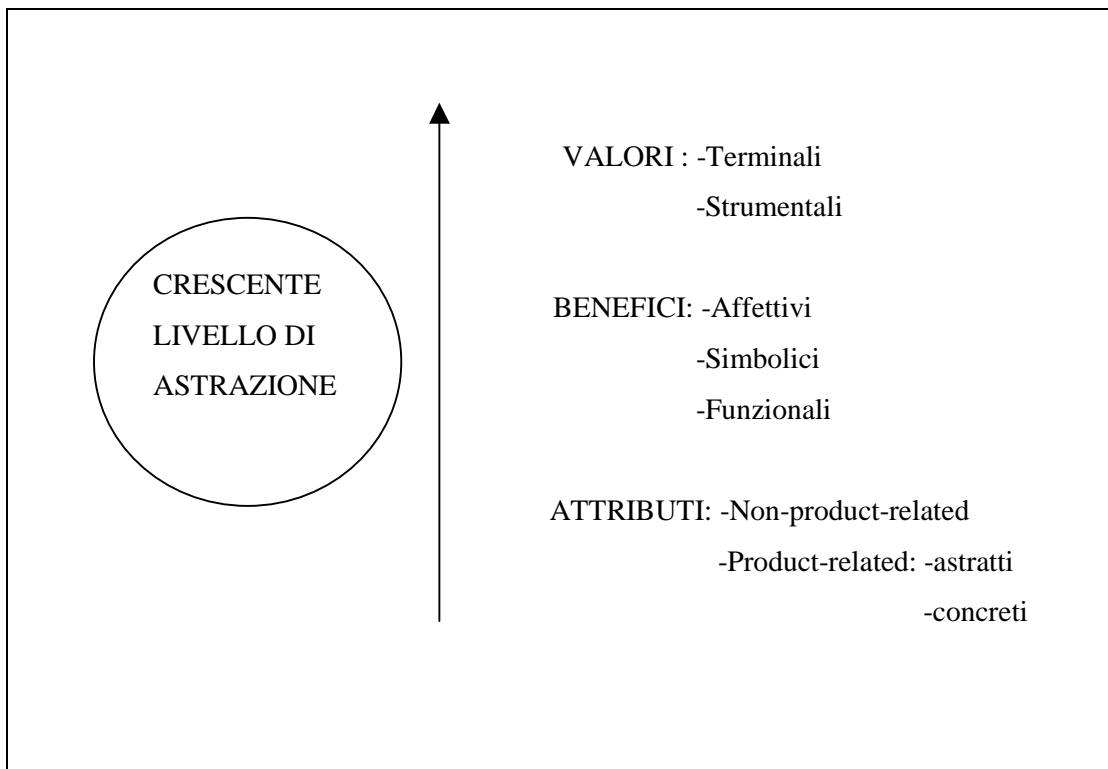 VALORI : -Terminali
-Strumentali
CRESCENTE
LIVELLO DI
ASTRAZIONE
BENEFICI: -Affettivi
-Simbolici
-Funzionali
ATTRIBUTI: -Non-product-related
-Product-related: -astratti
-concreti